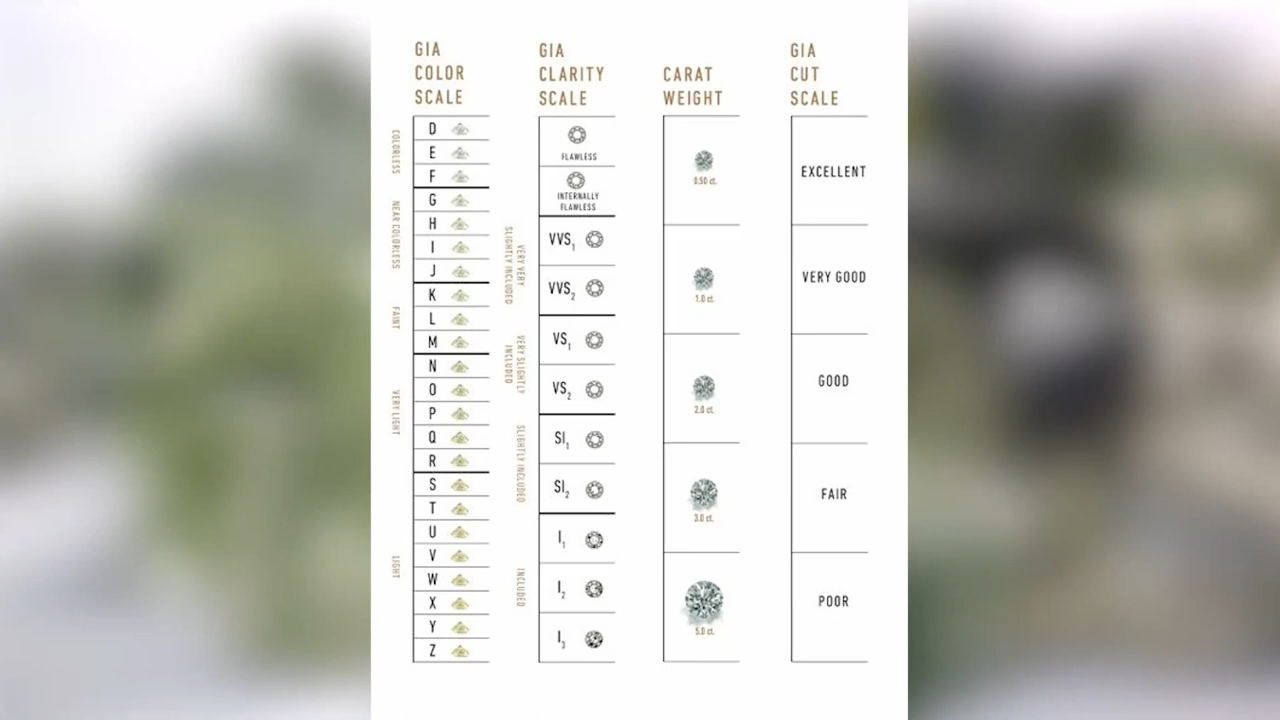 GIA
COLOR
SCALE
COLORLESS
D
E
F
NEAR COLORLESS
G
H
I
J
FAINT
K
L
M
VERY LIGHT
N
O
P
Q
R
LIGHT
S
T
U
V
W
X
Y
Z
GIA
CLARITY
SCALE
FLAWLESS
INTERNALLY
FLAWLESS
VERY VERY
SLIGHTLY INCLUDED
VVS1
VVS2
VERY SLIGHTLY
INCLUDED
VS1
VS2
SLIGHTLY INCLUDED
SI1
SI2
INCLUDED
I1
I2
I3
CARAT
WEIGHT
0.50 ct.
1.0 ct.
2.0 ct.
3.0 ct.
5.0 ct.
GIA
CUT
SCALE
EXCELLENT
VERY GOOD
GOOD
FAIR
POOR